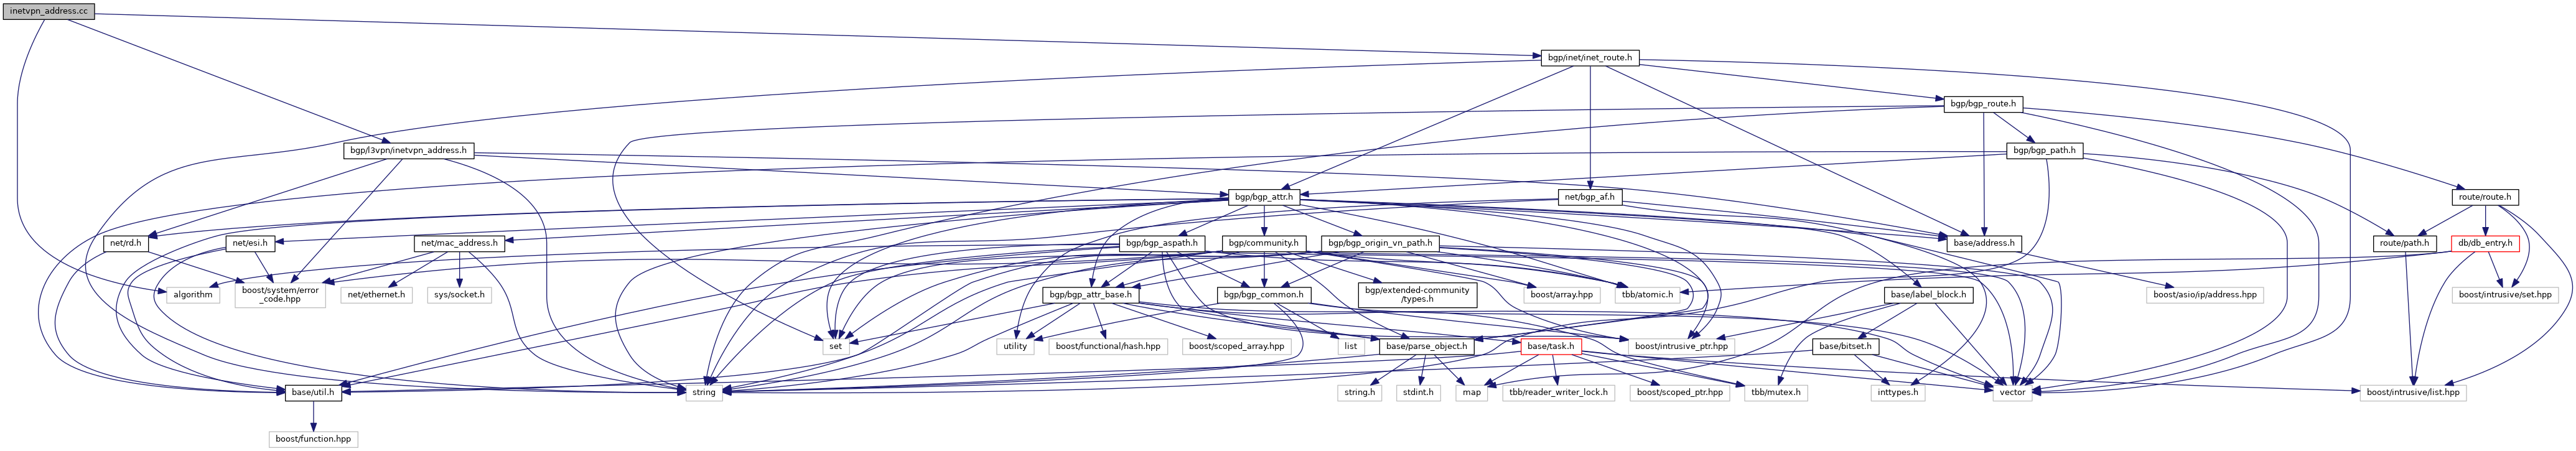 inetvpn_address.cc
bgp/inet/inet_route.h
bgp/bgp_route.h
bgp/l3vpn/inetvpn_address.h
bgp/bgp_path.h
bgp/bgp_attr.h
net/bgp_af.h
route/route.h
net/rd.h
net/esi.h
net/mac_address.h
bgp/bgp_aspath.h
bgp/community.h
bgp/bgp_origin_vn_path.h
base/address.h
route/path.h
db/db_entry.h
algorithm
boost/system/error
_code.hpp
net/ethernet.h
sys/socket.h
bgp/bgp_attr_base.h
bgp/bgp_common.h
bgp/extended-community
/types.h
boost/array.hpp
tbb/atomic.h
base/label_block.h
boost/asio/ip/address.hpp
boost/intrusive/set.hpp
set
utility
boost/functional/hash.hpp
boost/scoped_array.hpp
list
base/parse_object.h
base/task.h
boost/intrusive_ptr.hpp
base/bitset.h
base/util.h
string
string.h
stdint.h
map
tbb/reader_writer_lock.h
boost/scoped_ptr.hpp
tbb/mutex.h
inttypes.h
vector
boost/intrusive/list.hpp
boost/function.hpp